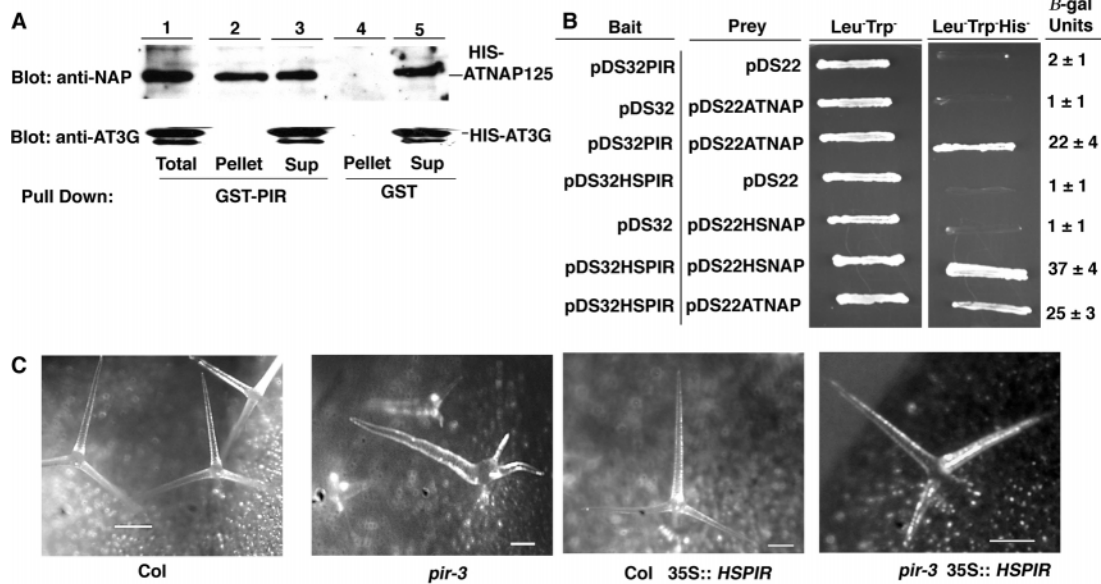 A
1 2 3 4 5
Blot: anti-NAP
HIS-
ATNAP125
Blot: anti-AT3G
HIS-AT3G
Total Pellet Sup Pellet Sup
Pull Down: GST-PIR GST
B
Bait Prey Leu-Trp- Leu-Trp-His- B-gal Units
pDS32PIR pDS22 2 ± 1
pDS32 pDS22ATNAP 1 ± 1
pDS32PIR pDS22ATNAP 22 ± 4
pDS32HSPIR pDS22 1 ± 1
pDS32 pDS22HSNAP 1 ± 1
pDS32HSPIR pDS22HSNAP 37 ± 4
pDS32HSPIR pDS22ATNAP 25 ± 3
C
Col pir-3 Col 35S:: HSPIR pir-3 35S:: HSPIR